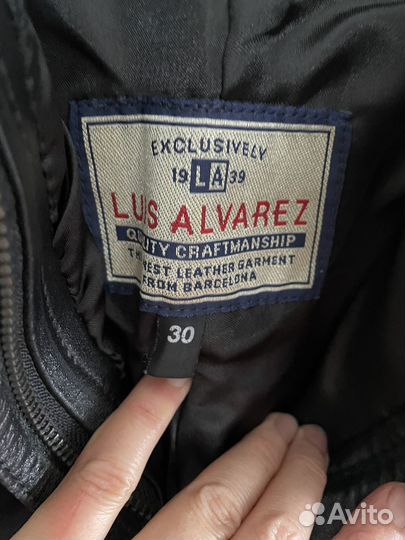 EXCLUSIVELY
19 LA 39
LUIS ALVAREZ
QUALITY CRAFTMANSHIP
THE FINEST LEATHER GARMENT
FROM BARCELONA
30
Avito